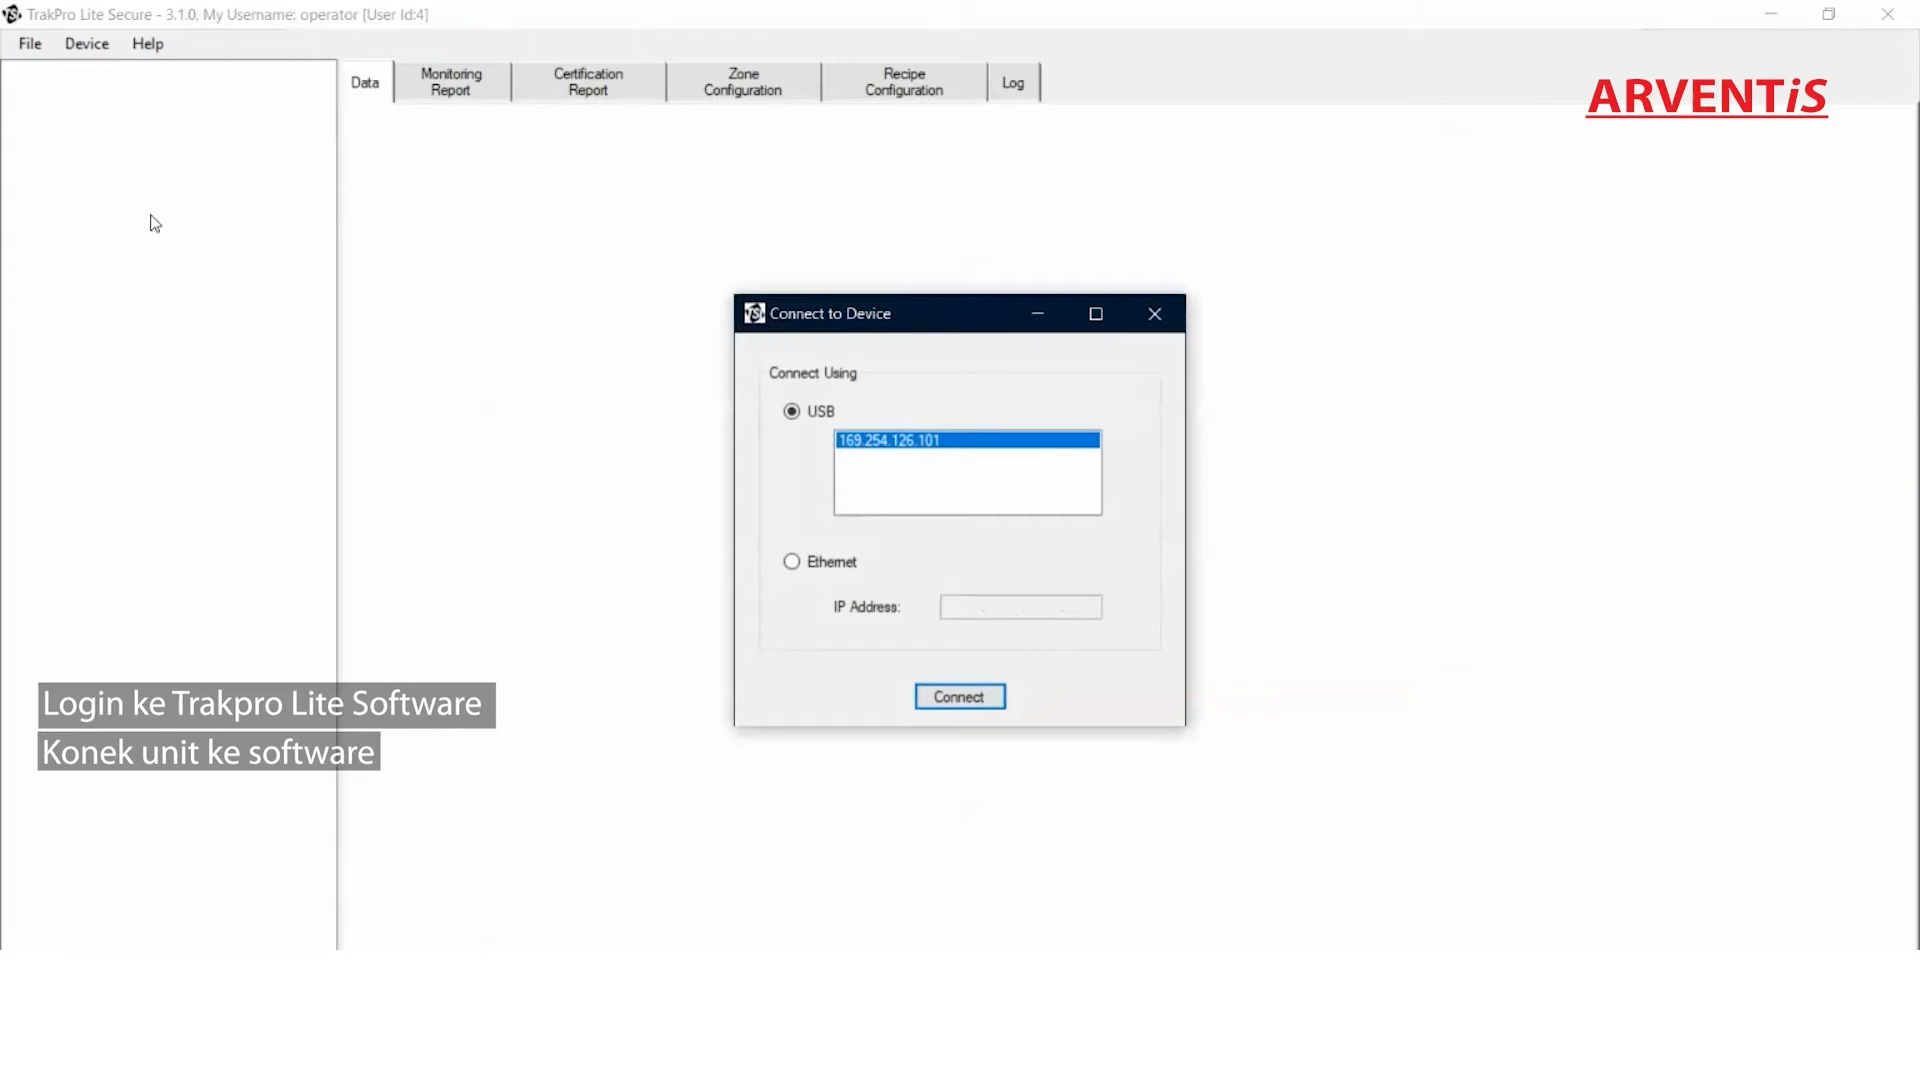 TrakPro Lite Secure - 3.1.0, My Username: operator [User Id:4]
File Device Help
Data
Monitoring Report
Certification Report
Zone Configuration
Recipe Configuration
Log
ARVENTiS
Connect to Device
Connect Using
USB
169.254.126.101
Ethernet
IP Address:
Connect
Login ke Trakpro Lite Software
Konek unit ke software